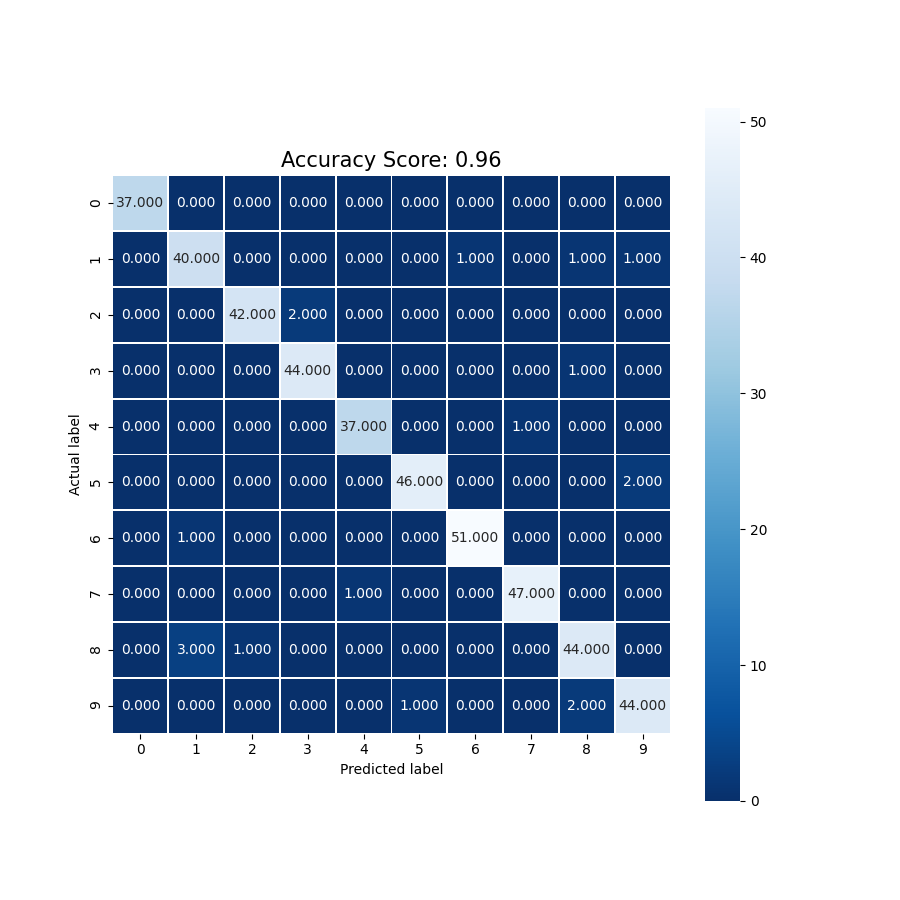 Accuracy Score: 0.96
50
40
30
20
10
0
Actual label
0 37.000 0.000 0.000 0.000 0.000 0.000 0.000 0.000 0.000 0.000
1 0.000 40.000 0.000 0.000 0.000 0.000 1.000 0.000 1.000 1.000
2 0.000 0.000 42.000 2.000 0.000 0.000 0.000 0.000 0.000 0.000
3 0.000 0.000 0.000 44.000 0.000 0.000 0.000 0.000 1.000 0.000
4 0.000 0.000 0.000 0.000 37.000 0.000 0.000 1.000 0.000 0.000
5 0.000 0.000 0.000 0.000 0.000 46.000 0.000 0.000 0.000 2.000
6 0.000 1.000 0.000 0.000 0.000 0.000 51.000 0.000 0.000 0.000
7 0.000 0.000 0.000 0.000 1.000 0.000 0.000 47.000 0.000 0.000
8 0.000 3.000 1.000 0.000 0.000 0.000 0.000 0.000 44.000 0.000
9 0.000 0.000 0.000 0.000 0.000 1.000 0.000 0.000 2.000 44.000
0 1 2 3 4 5 6 7 8 9
Predicted label